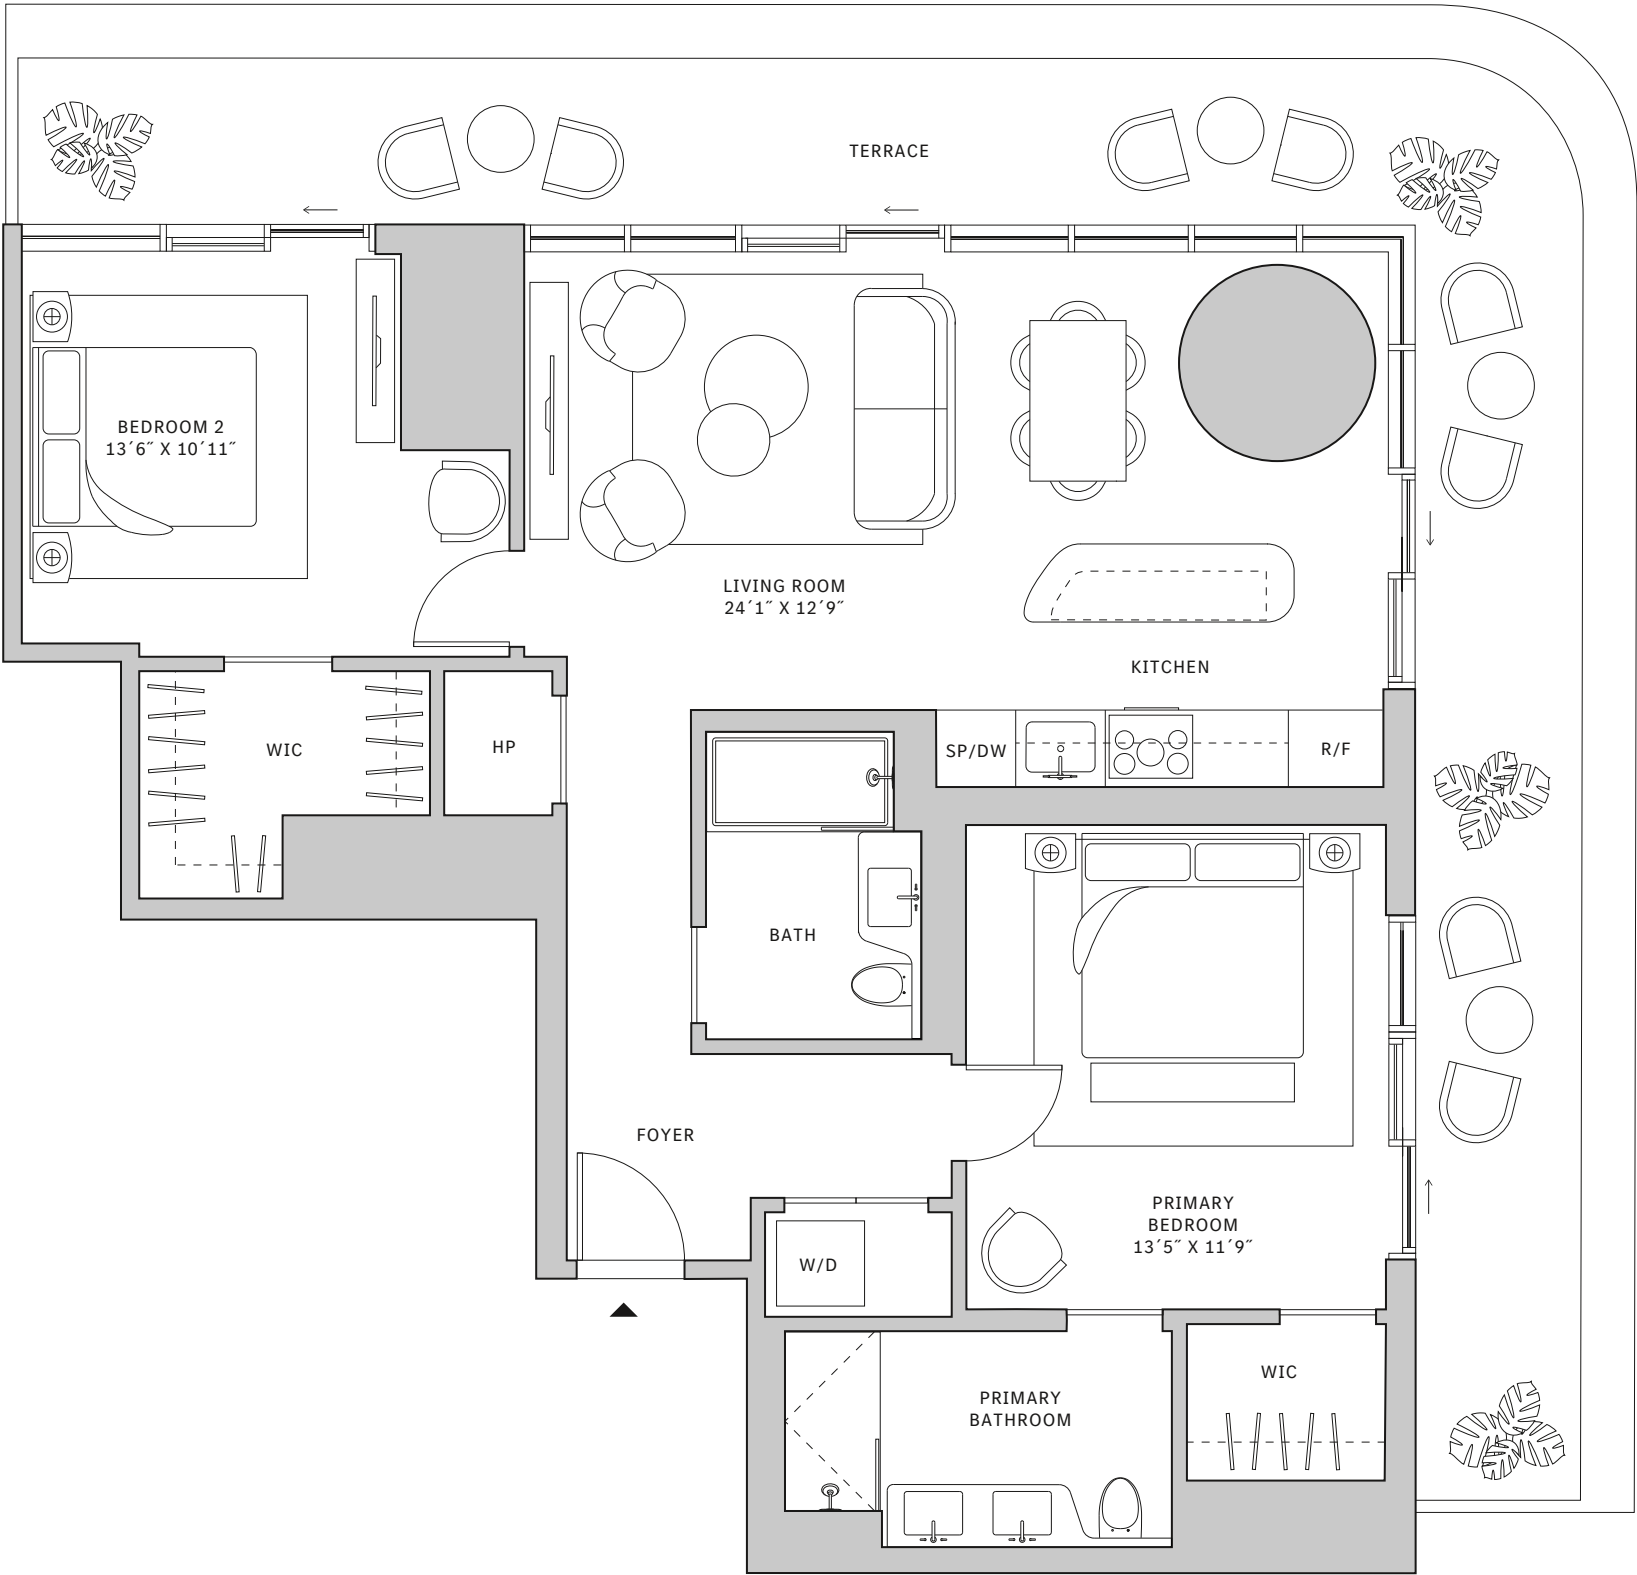 TERRACE
BEDROOM 2
13´6˝ X 10´11˝
LIVING ROOM
24´1˝ X 12´9˝
KITCHEN
WIC
HP
SP/DW
R/F
BATH
FOYER
PRIMARY
BEDROOM
13´5˝ X 11´9˝
W/D
WIC
PRIMARY
BATHROOM